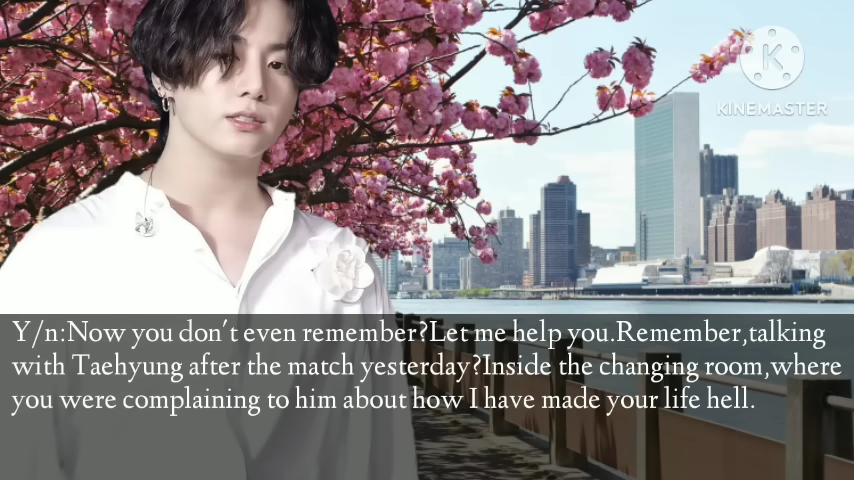 KINEMASTER
Y/n:Now you don't even remember?Let me help you.Remember,talking
with Taehyung after the match yesterday?Inside the changing room,where
you were complaining to him about how I have made your life hell.